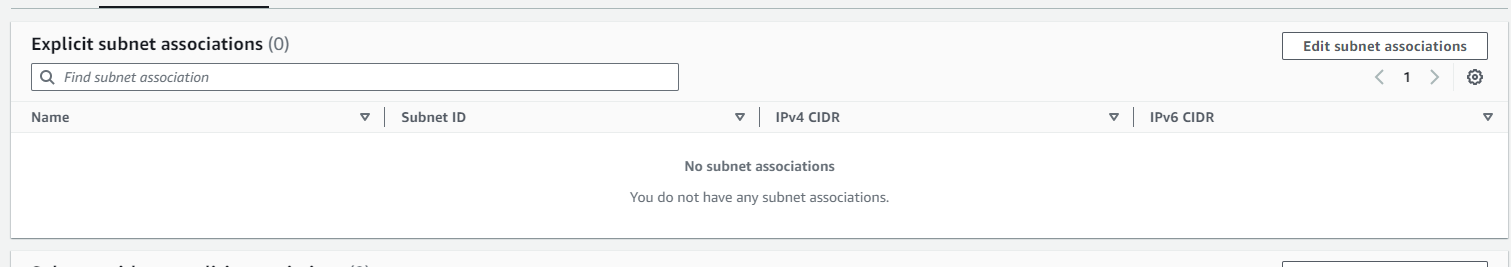 Explicit subnet associations (0)
Edit subnet associations
Find subnet association
1
Name
Subnet ID
IPv4 CIDR
IPv6 CIDR
No subnet associations
You do not have any subnet associations.